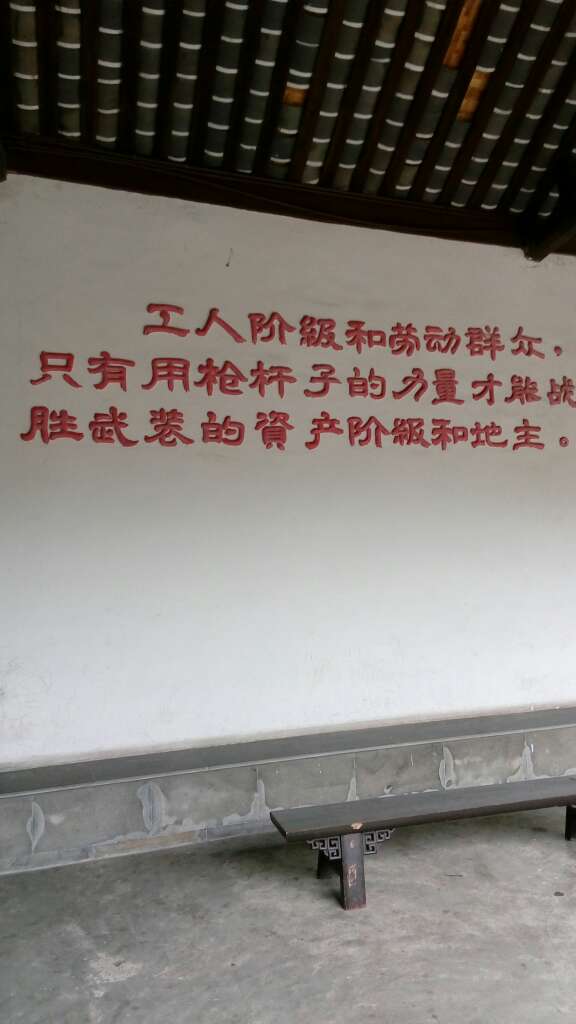 工人阶級和劳动群众，
只有用枪杆子的力量才能战
胜武装的資产阶級和地主。